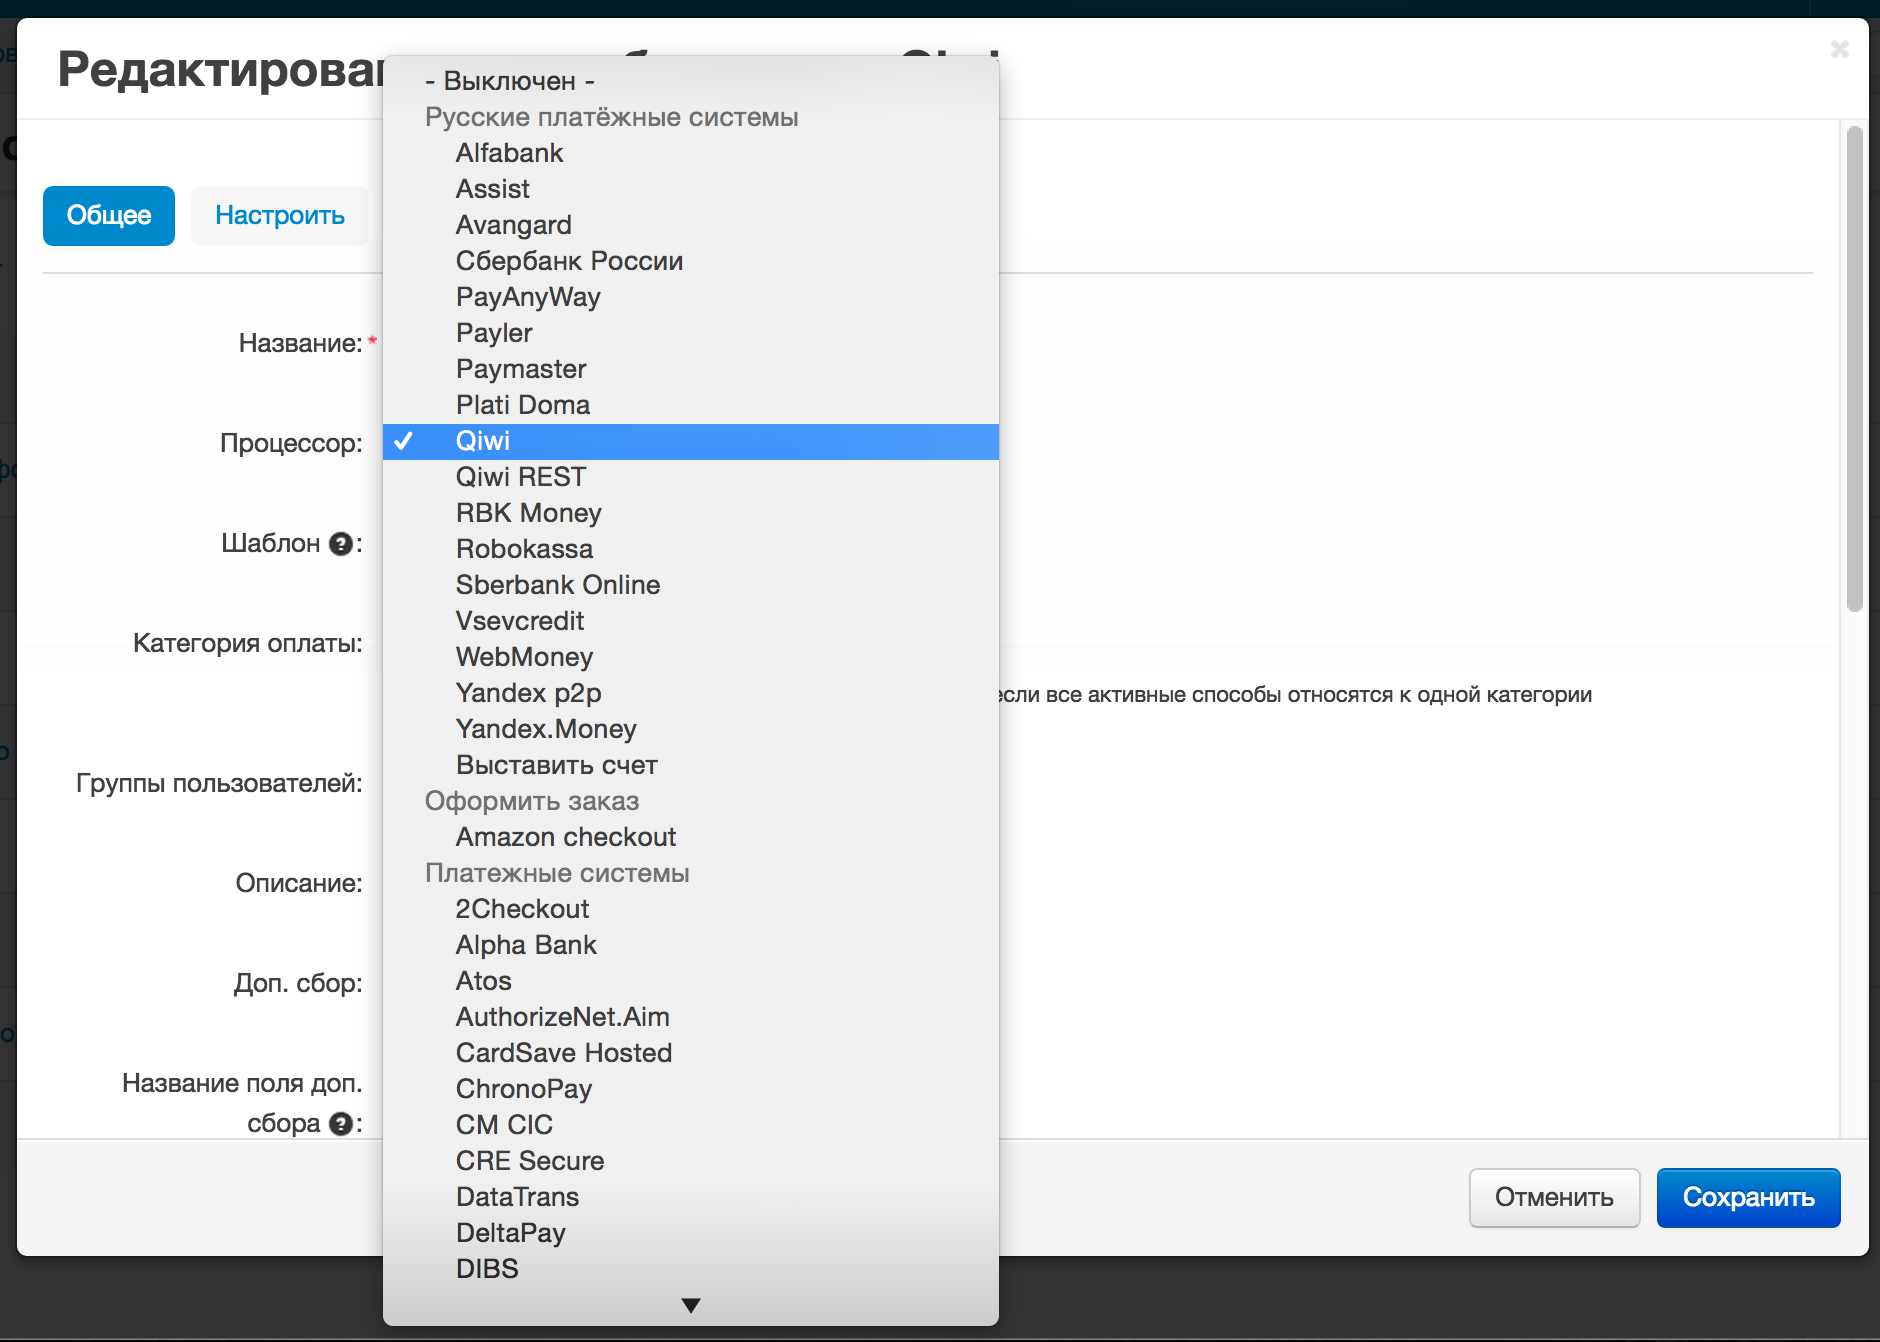 - Выключен -
Русские платёжные системы
Alfabank
Assist
Avangard
Сбербанк России
PayAnyWay
Payler
Paymaster
Plati Doma
Qiwi
Qiwi REST
RBK Money
Robokassa
Sberbank Online
Vsevcredit
WebMoney
Yandex p2p
Yandex.Money
Выставить счет
Оформить заказ
Amazon checkout
Платежные системы
2Checkout
Alpha Bank
Atos
AuthorizeNet.Aim
CardSave Hosted
ChronoPay
CM CIC
CRE Secure
DataTrans
DeltaPay
DIBS
Общее
Настроить
Название: *
Процессор:
Шаблон ?:
Категория оплаты:
если все активные способы относятся к одной категории
Группы пользователей:
Описание:
Доп. сбор:
Название поля доп.
сбора ?:
Отменить
Сохранить